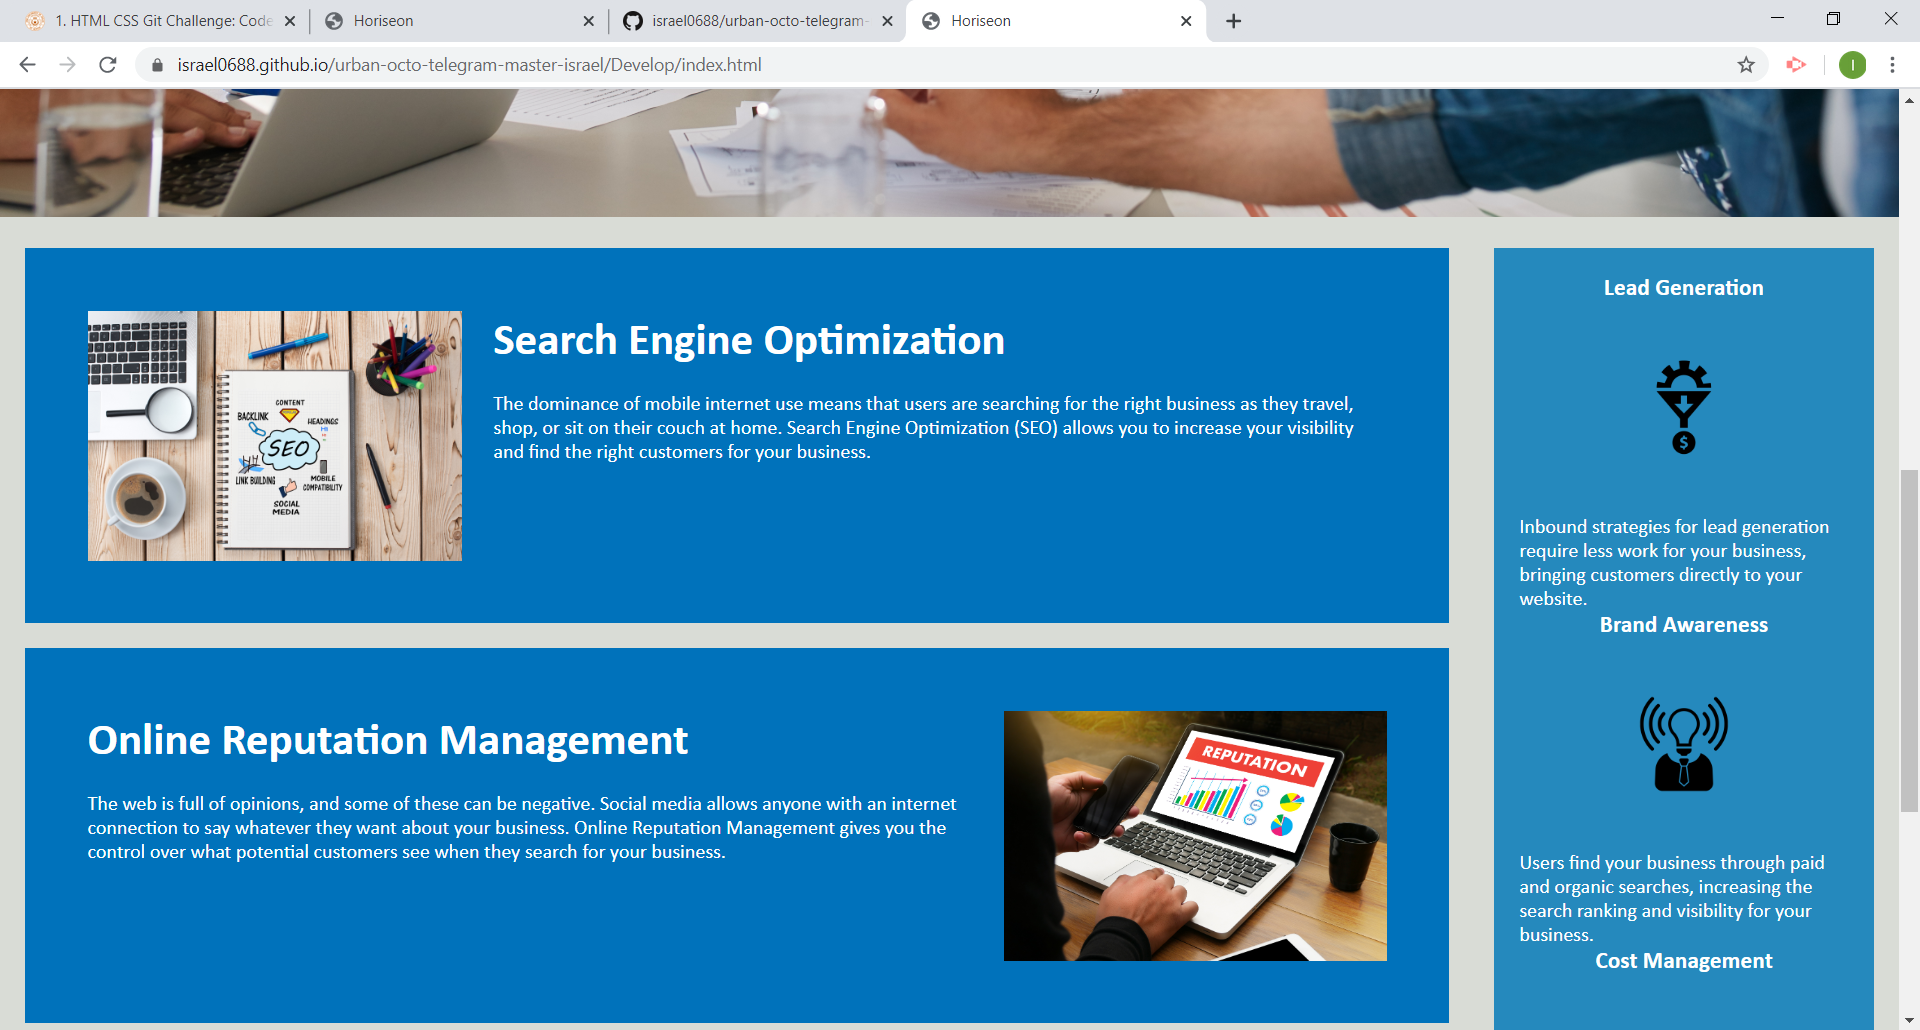 1. HTML CSS Git Challenge: Code
Horiseon
israel0688/urban-octo-telegram-
Horiseon
israel0688.github.io/urban-octo-telegram-master-israel/Develop/index.html
I
Search Engine Optimization
The dominance of mobile internet use means that users are searching for the right business as they travel,
shop, or sit on their couch at home. Search Engine Optimization (SEO) allows you to increase your visibility
and find the right customers for your business.
CONTENT
BACKLINK
HEADINGS
SEO
LINK BUILDING
MOBILE
COMPATIBILITY
SOCIAL
MEDIA
Online Reputation Management
The web is full of opinions, and some of these can be negative. Social media allows anyone with an internet
connection to say whatever they want about your business. Online Reputation Management gives you the
control over what potential customers see when they search for your business.
REPUTATION
Lead Generation
$
Inbound strategies for lead generation
require less work for your business,
bringing customers directly to your
website.
Brand Awareness
Users find your business through paid
and organic searches, increasing the
search ranking and visibility for your
business.
Cost Management